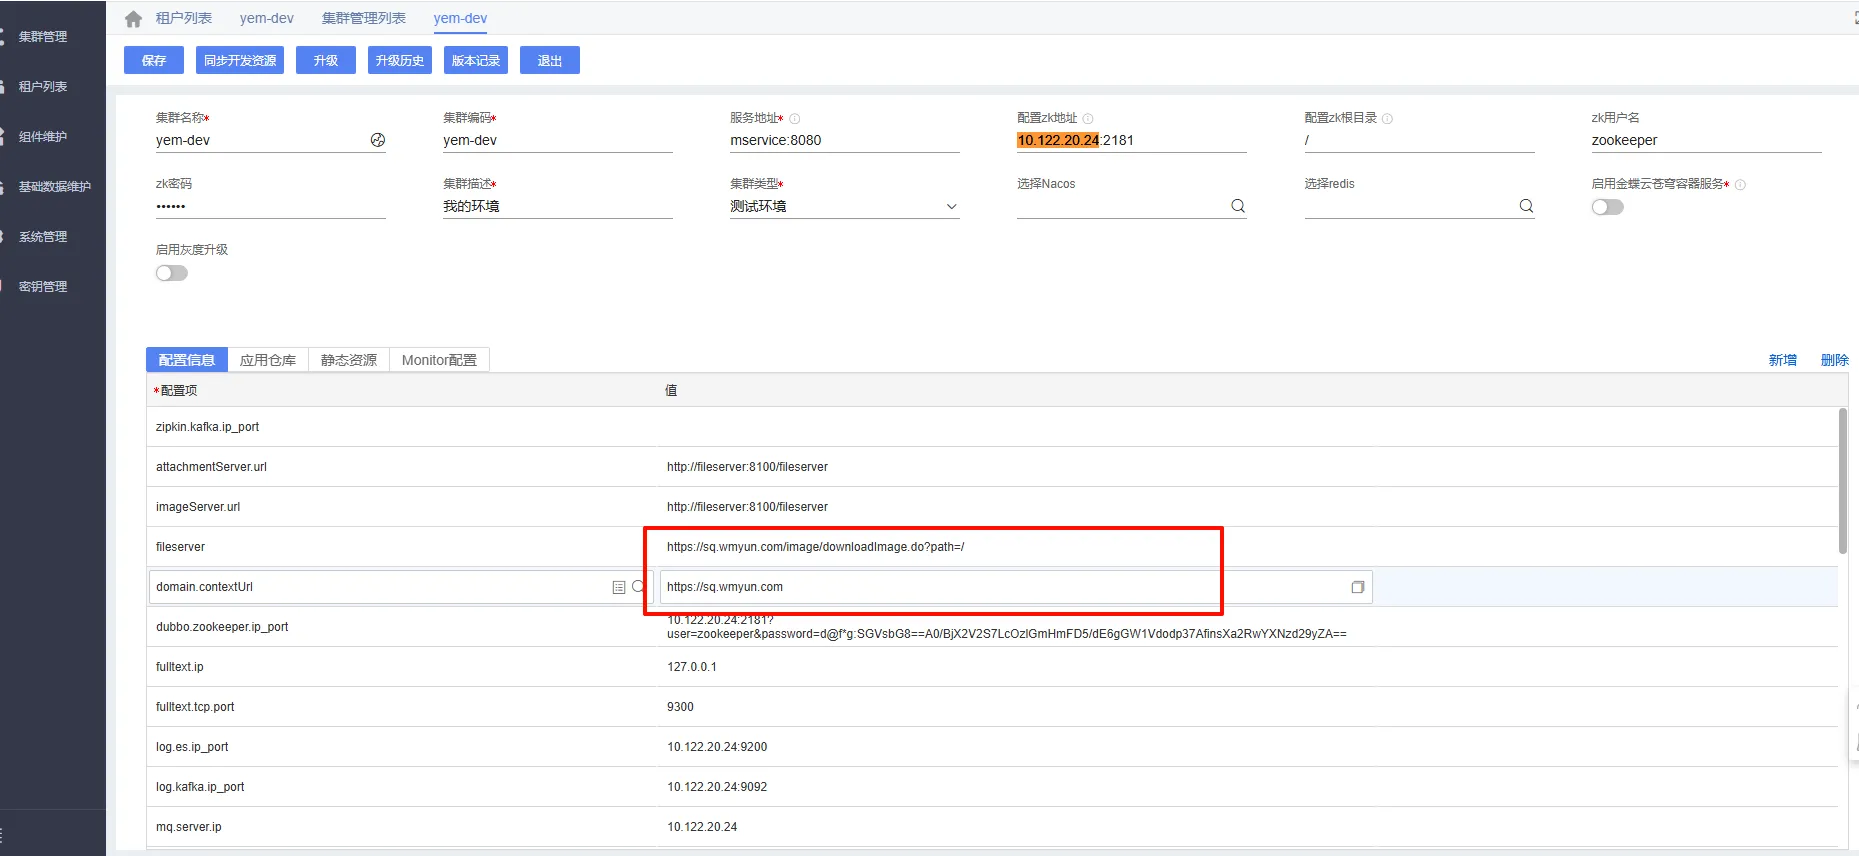 租户列表 yem-dev 集群管理列表 yem-dev
集群管理
租户列表
组件维护
基础数据维护
系统管理
密钥管理
保存 同步开发资源 升级 升级历史 版本记录 退出
集群名称* 集群编码* 服务地址* 配置zk地址 配置zk根目录 zk用户名
yem-dev yem-dev mservice:8080 10.122.20.24:2181 / zookeeper
zk密码 集群描述* 集群类型* 选择Nacos 选择redis 启用金蝶云苍穹容器服务*
•••••• 我的环境 测试环境
启用灰度升级
配置信息 应用仓库 静态资源 Monitor配置 新增 删除
*配置项 值
zipkin.kafka.ip_port
attachmentServer.url http://fileserver:8100/fileserver
imageServer.url http://fileserver:8100/fileserver
fileserver https://sq.wmyun.com/image/downloadImage.do?path=/
domain.contextUrl https://sq.wmyun.com
dubbo.zookeeper.ip_port 10.122.20.24:2181?
user=zookeeper&password=d@f*g:SGVsbG8==A0/BjX2V2S7LcOzIGmHmFD5/dE6gGW1Vdodp37AfinsXa2RwYXNzd29yZA==
fulltext.ip 127.0.0.1
fulltext.tcp.port 9300
log.es.ip_port 10.122.20.24:9200
log.kafka.ip_port 10.122.20.24:9092
mq.server.ip 10.122.20.24